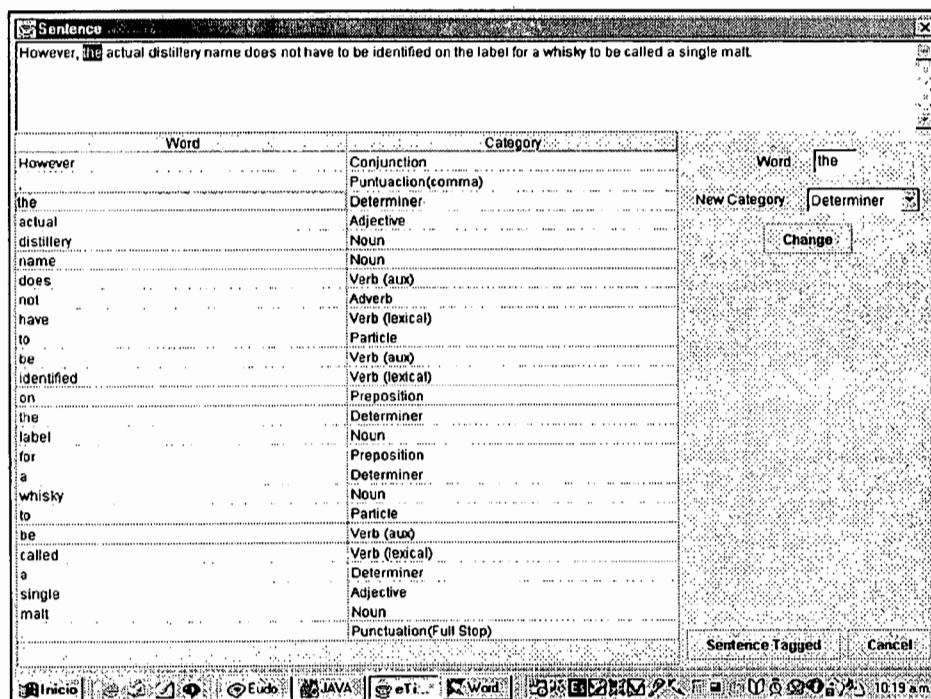 Sentence
However, the actual distillery name does not have to be identified on the label for a whisky to be called a single malt.
Word Category
However Conjunction
, Puntuaction(comma)
the Determiner
actual Adjective
distillery Noun
name Noun
does Verb (aux)
not Adverb
have Verb (lexical)
to Particle
be Verb (aux)
identified Verb (lexical)
on Preposition
the Determiner
label Noun
for Preposition
a Determiner
whisky Noun
to Particle
be Verb (aux)
called Verb (lexical)
a Determiner
single Adjective
malt Noun
. Punctuation(Full Stop)
Word the
New Category Determiner
Change
Sentence Tagged Cancel
Inicio Eudo JAVA eTi... Word 10:19 a.m.